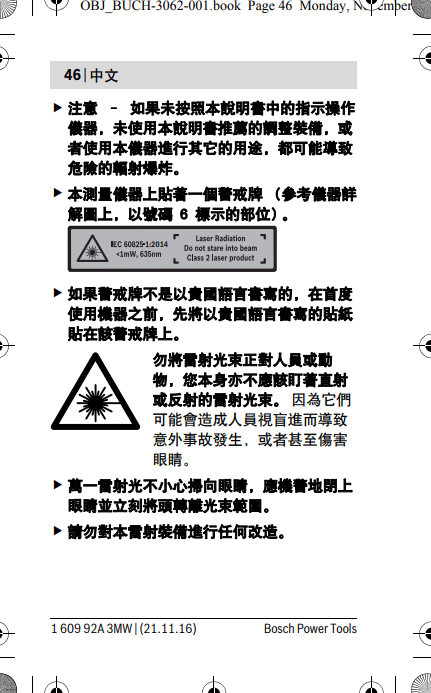 OBJ_BUCH-3062-001.book Page 46 Monday, November
46 | 中文
注意 – 如果未按照本說明書中的指示操作
儀器，未使用本說明書推薦的調整裝備，或
者使用本儀器進行其它的用途，都可能導致
危險的輻射爆炸。
本測量儀器上貼著一個警戒牌 （參考儀器詳
解圖上，以號碼 6 標示的部位）。
IEC 60825-1:2014
<1mW, 635nm
Laser Radiation
Do not stare into beam
Class 2 laser product
如果警戒牌不是以貴國語言書寫的，在首度
使用機器之前，先將以貴國語言書寫的貼紙
貼在該警戒牌上。
勿將雷射光束正對人員或動
物，您本身亦不應該盯著直射
或反射的雷射光束。 因為它們
可能會造成人員視盲進而導致
意外事故發生，或者甚至傷害
眼睛。
萬一雷射光不小心掃向眼睛，應機警地閉上
眼睛並立刻將頭轉離光束範圍。
請勿對本雷射裝備進行任何改造。
1 609 92A 3MW | (21.11.16)
Bosch Power Tools